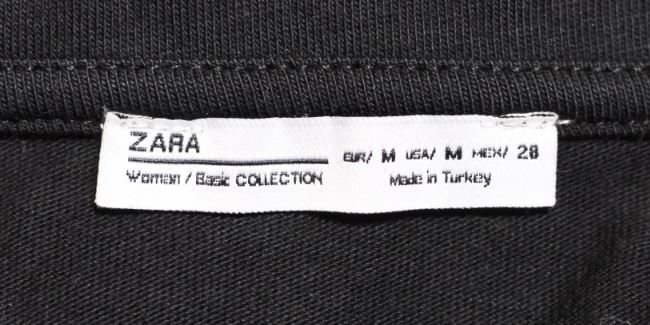 ZARA
EUR/ M USA/ M MEX/ 28
Woman / Basic COLLECTION
Made in Turkey